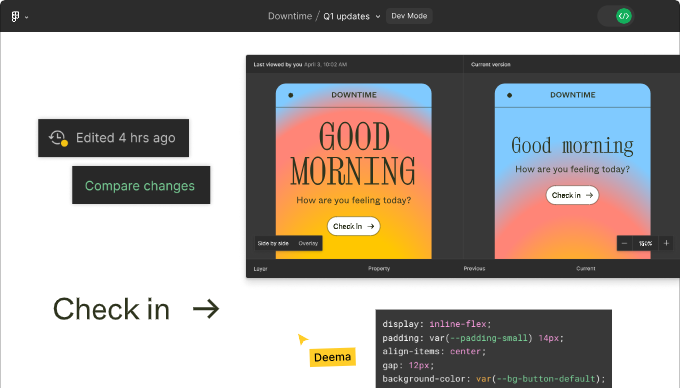 Downtime / Q1 updates Dev Mode
Last viewed by you April 3, 10:02 AM
Current version
DOWNTIME
GOOD
MORNING
How are you feeling today?
Check In →
Side by side Overlay
DOWNTIME
Good morning
How are you feeling today?
Check in →
Layer Property Previous Current
Edited 4 hrs ago
Compare changes
Check in →
Deema
display: inline-flex;
padding: var(--padding-small) 14px;
align-items: center;
gap: 12px;
background-color: var(--bg-button-default);